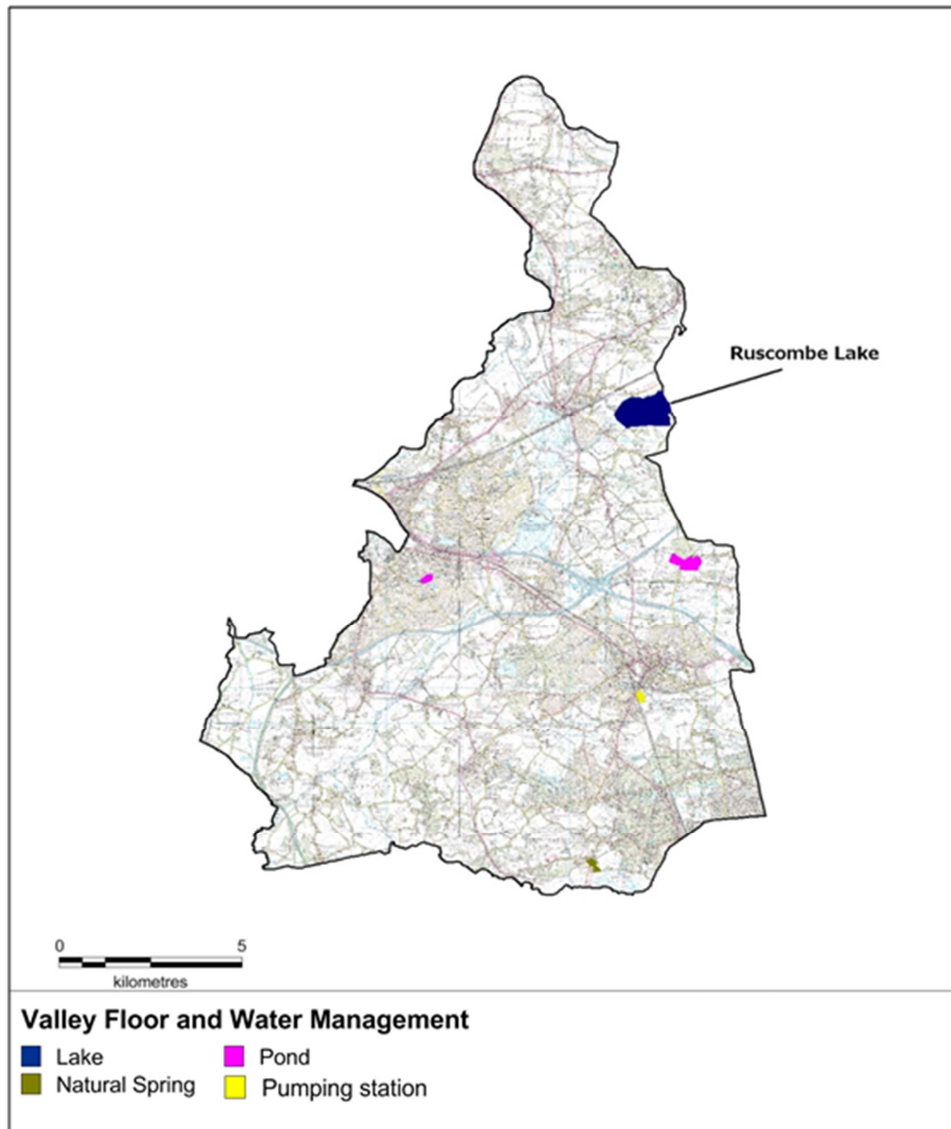 Ruscombe Lake
0 5
kilometres
Valley Floor and Water Management
Lake Pond
Natural Spring Pumping station